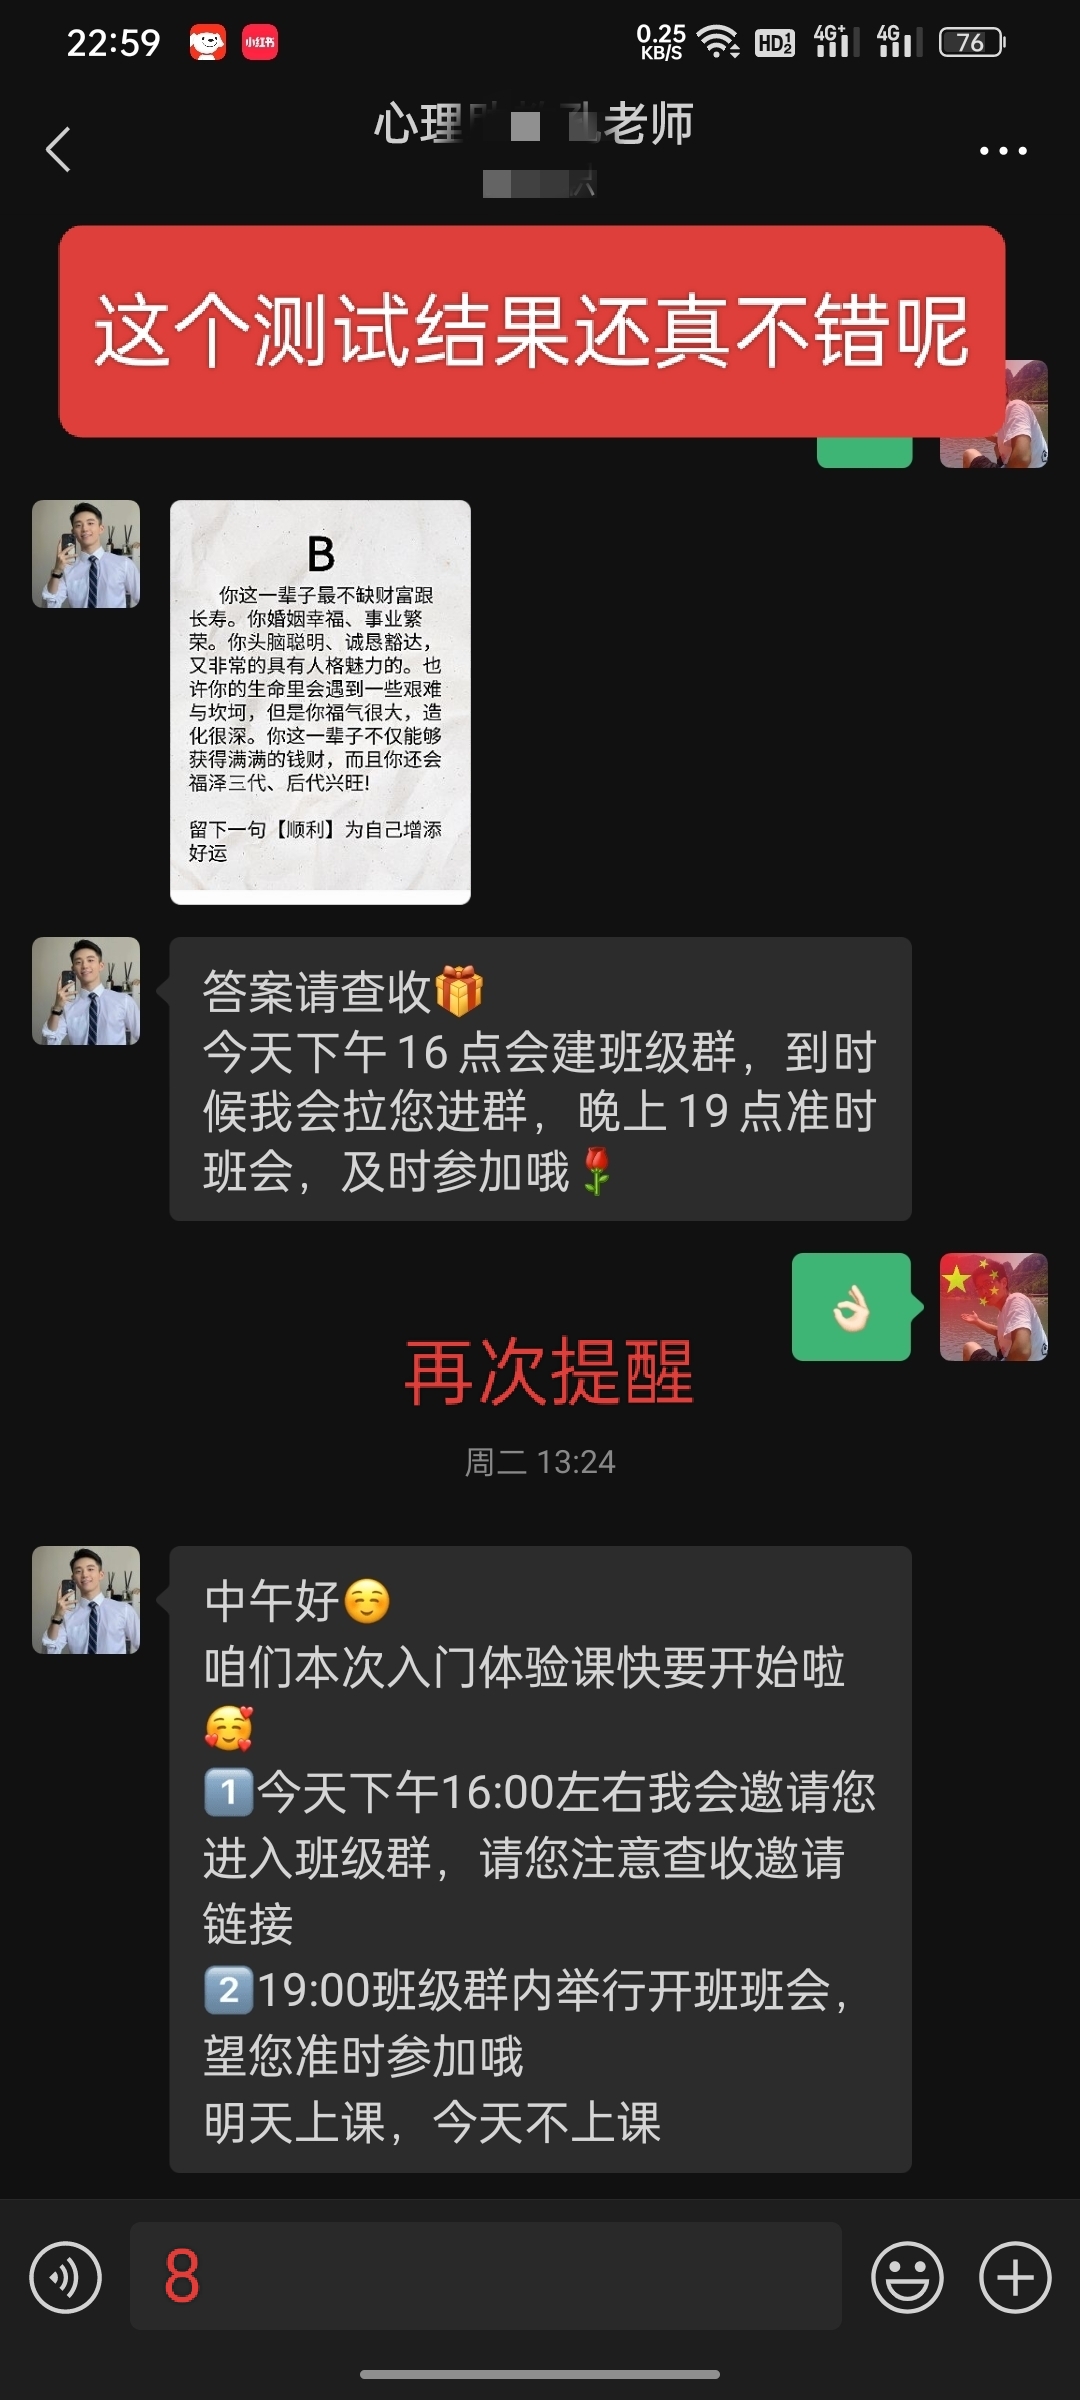 22:59
小红书
0.25
KB/S
HD 1 2
4G+
4G
76
心理
老师
这个测试结果还真不错呢
B
你这一辈子最不缺财富跟
长寿。你婚姻幸福、事业繁
荣。你头脑聪明、诚恳豁达，
又非常的具有人格魅力的。也
许你的生命里会遇到一些艰难
与坎坷，但是你福气很大，造
化很深。你这一辈子不仅能够
获得满满的钱财，而且你还会
福泽三代、后代兴旺!
留下一句【顺利】为自己增添
好运
答案请查收🎁
今天下午16点会建班级群，到时
候我会拉您进群，晚上19点准时
班会，及时参加哦🌹
👌🏻
再次提醒
周二 13:24
中午好☺️
咱们本次入门体验课快要开始啦
🥰
1️⃣今天下午16:00左右我会邀请您
进入班级群，请您注意查收邀请
链接
2️⃣19:00班级群内举行开班班会，
望您准时参加哦
明天上课，今天不上课
8